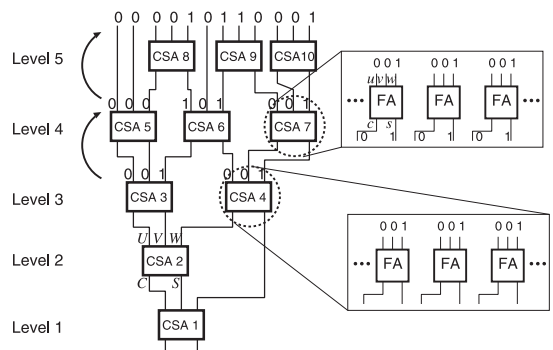 0 0 0 0 1 0 1 1 1 0 0 1
Level 5
CSA 8
CSA 9
CSA10
0 0 0 1 0 1 0 0 1
Level 4
CSA 5
CSA 6
CSA 7
0 0 1 0 0 1
Level 3
CSA 3
CSA 4
U V W
Level 2
CSA 2
C S
Level 1
CSA 1
0 0 1 0 0 1 0 0 1
u v w
••• FA FA FA •••
c s
0 1 0 1 0 1
0 0 1 0 0 1 0 0 1
••• FA FA FA •••